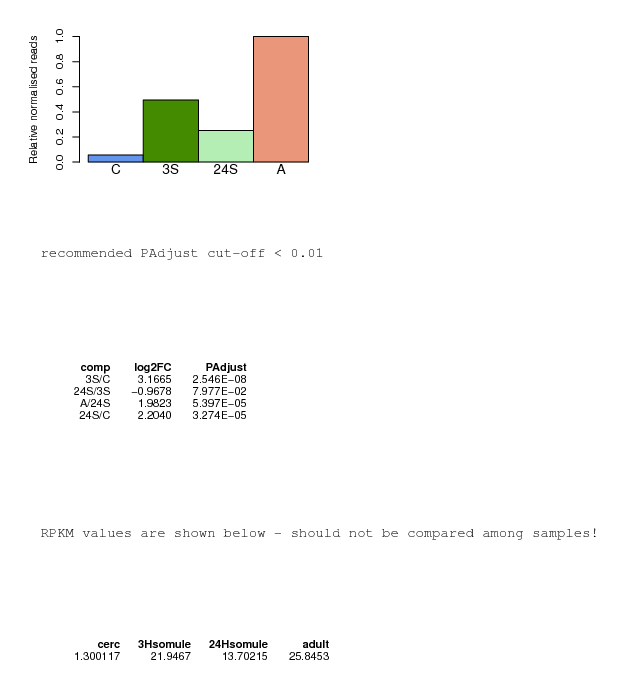 Relative normalised reads
1.0
0.8
0.6
0.4
0.2
0.0
C 3S 24S A
recommended PAdjust cut-off < 0.01
comp log2FC PAdjust
3S/C 3.1665 2.546E−08
24S/3S −0.9678 7.977E−02
A/24S 1.9823 5.397E−05
24S/C 2.2040 3.274E−05
RPKM values are shown below - should not be compared among samples!
cerc 3Hsomule 24Hsomule adult
1.300117 21.9467 13.70215 25.8453